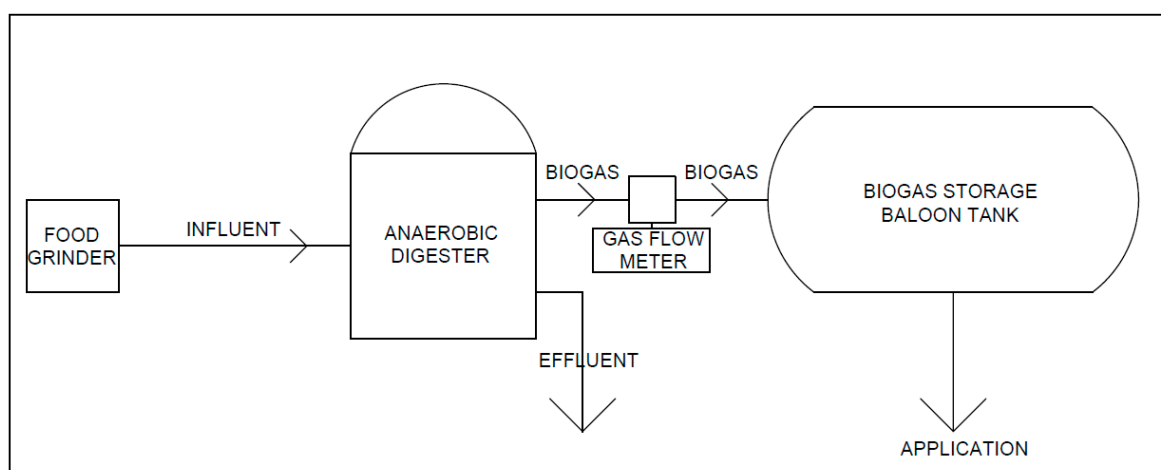 FOOD
GRINDER
INFLUENT
ANAEROBIC
DIGESTER
BIOGAS
GAS FLOW
METER
BIOGAS
BIOGAS STORAGE
BALOON TANK
EFFLUENT
APPLICATION